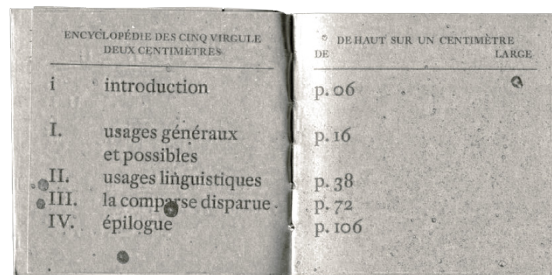 ENCYCLOPÉDIE DES CINQ VIRGULE
DEUX CENTIMÈTRES
i introduction
I. usages généraux
et possibles
II. usages linguistiques
III. la comparse disparue
IV. épilogue
DE HAUT SUR UN CENTIMÈTRE
DE LARGE
p. 06
p. 16
p. 38
p. 72
p. 106